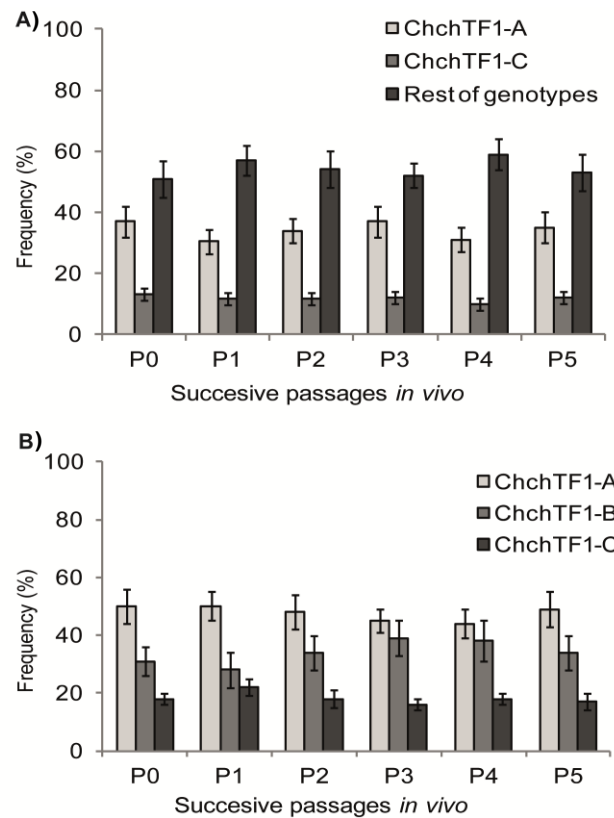 A)
100
80
60
40
20
0
Frequency (%)
ChchTF1-A
ChchTF1-C
Rest of genotypes
P0 P1 P2 P3 P4 P5
Succesive passages in vivo
B)
100
80
60
40
20
0
Frequency (%)
ChchTF1-A
ChchTF1-B
ChchTF1-C
P0 P1 P2 P3 P4 P5
Succesive passages in vivo